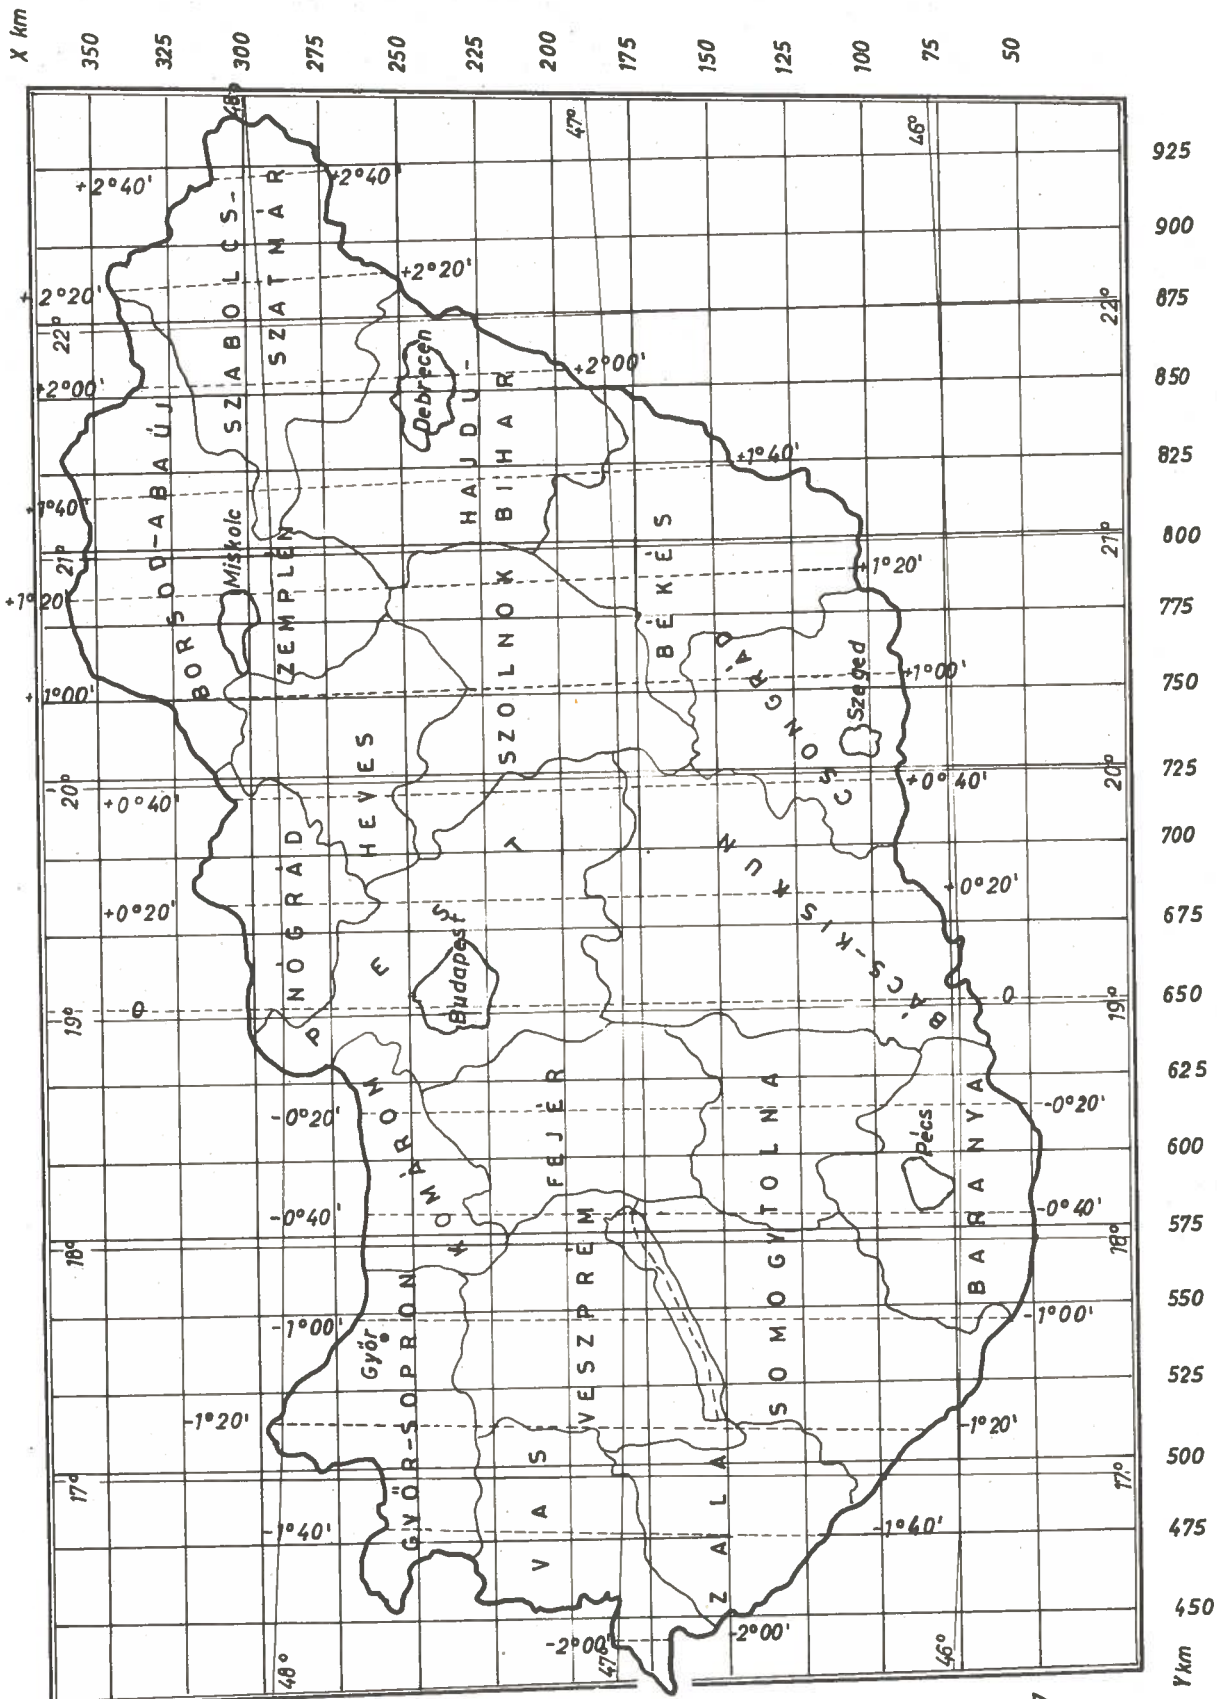 X km
350
325
300
275
250
225
200
175
150
125
100
75
50
925
900
875
850
825
800
775
750
725
700
675
650
625
600
575
550
525
500
475
450
Y km
48°
47°
46°
+2°40'
+2°40'
+2°20'
+2°20'
22°
22°
+2°00'
+2°00'
+1°40'
+1°40'
21°
21°
+1°20'
+1°20'
+1°00'
+1°00'
20°
20°
+0°40'
+0°40'
+0°20'
+0°20'
19°
19°
0
0
-0°20'
-0°20'
-0°40'
-0°40'
18°
18°
-1°00'
-1°00'
-1°20'
-1°20'
17°
17°
-1°40'
-1°40'
-2°00'
-2°00'
48°
47°
46°
SZABOLCS-
SZATMÁR
BORSOD-ABAÚJ-
ZEMPLÉN
Miskolc
Debrecen
HAJDÚ-
BIHAR
BÉKÉS
SZOLNOK
HEVES
NÓGRÁD
CSONGRÁD
Szeged
PEST
Budapest
BÁCS-KISKUN
KOMÁROM
FEJÉR
TOLNA
Pécs
BARANYA
Győr
GYŐR-SOPRON
VESZPRÉM
SOMOGY
VAS
ZALA